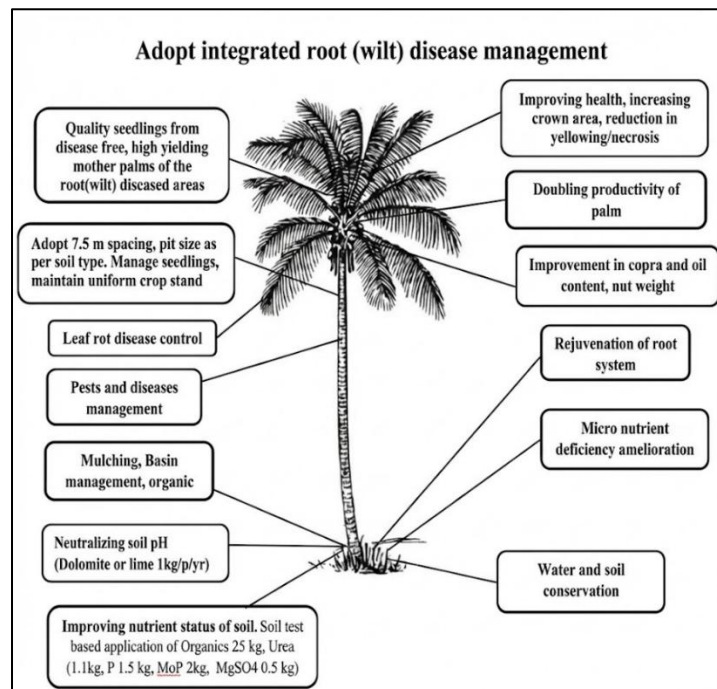 Adopt integrated root (wilt) disease management
Quality seedlings from
disease free, high yielding
mother palms of the
root(wilt) discased areas
Adopt 7.5 m spacing, pit size as
per soil type. Manage seedlings,
maintain uniform crop stand
Leaf rot disease control
Pests and diseases
management
Mulching, Basin
management, organic
Neutralizing soil pH
(Dolomite or lime 1kg/p/yr)
Improving nutrient status of soil. Soil test
based application of Organics 25 kg, Urea
(1.1kg, P 1.5 kg, MoP 2kg, MgSO4 0.5 kg)
Improving health, increasing
crown area, reduction in
yellowing/necrosis
Doubling productivity of
palm
Improvement in copra and oil
content, nut weight
Rejuvenation of root
system
Micro nutrient
deficiency amelioration
Water and soil
conservation